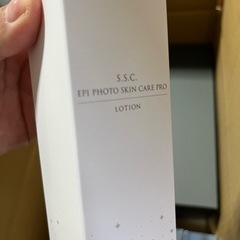 S.S.C.
EPI PHOTO SKIN CARE PRO
LOTION